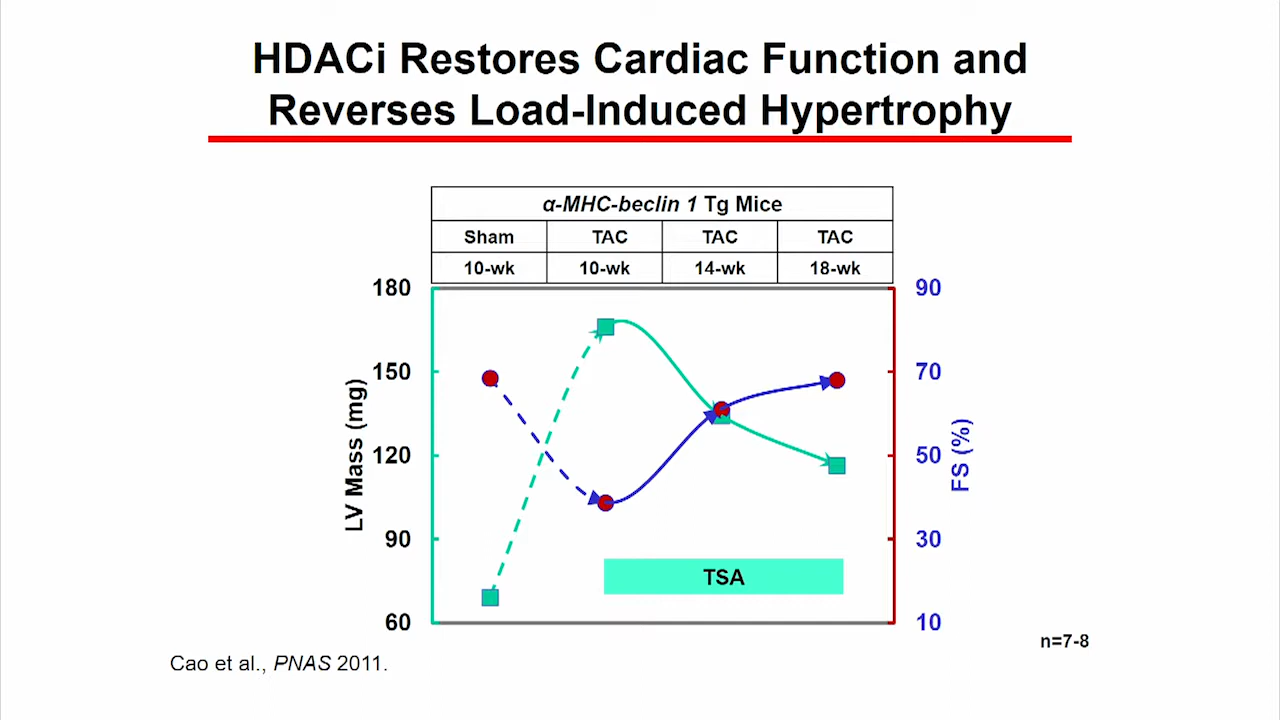 HDACi Restores Cardiac Function and
Reverses Load-Induced Hypertrophy
α-MHC-beclin 1 Tg Mice
Sham TAC TAC TAC
10-wk 10-wk 14-wk 18-wk
180
150
120
90
60
LV Mass (mg)
90
70
50
30
10
FS (%)
TSA
n=7-8
Cao et al., PNAS 2011.